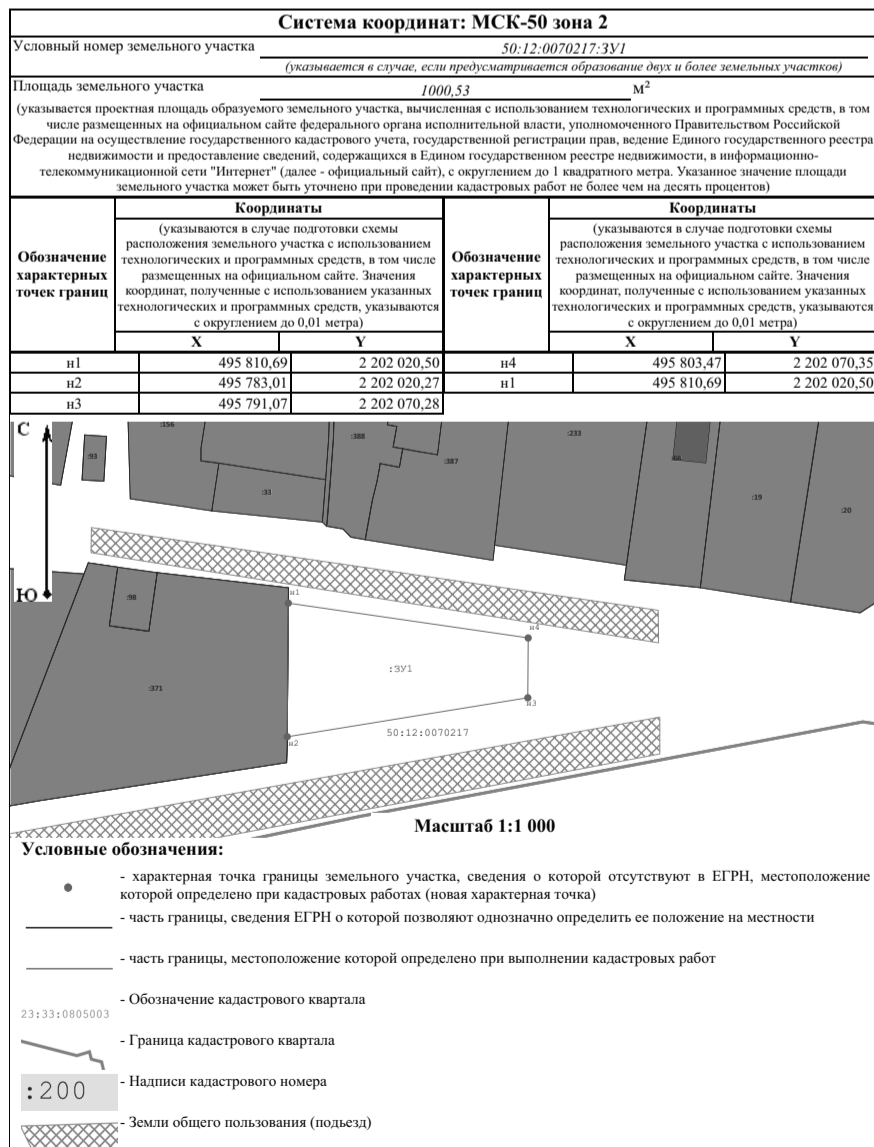 Система координат: МСК-50 зона 2
Условный номер земельного участка 50:12:0070217:ЗУ1
(указывается в случае, если предусматривается образование двух и более земельных участков)
Площадь земельного участка 1000,53 м²
(указывается проектная площадь образуемого земельного участка, вычисленная с использованием технологических и программных средств, в том
числе размещенных на официальном сайте федерального органа исполнительной власти, уполномоченного Правительством Российской
Федерации на осуществление государственного кадастрового учета, государственной регистрации прав, ведение Единого государственного реестра
недвижимости и предоставление сведений, содержащихся в Едином государственном реестре недвижимости, в информационно-
телекоммуникационной сети "Интернет" (далее - официальный сайт), с округлением до 1 квадратного метра. Указанное значение площади
земельного участка может быть уточнено при проведении кадастровых работ не более чем на десять процентов)
Обозначение
характерных
точек границ
Координаты
(указываются в случае подготовки схемы
расположения земельного участка с использованием
технологических и программных средств, в том числе
размещенных на официальном сайте. Значения
координат, полученные с использованием указанных
технологических и программных средств, указываются
с округлением до 0,01 метра)
X Y
Обозначение
характерных
точек границ
Координаты
(указываются в случае подготовки схемы
расположения земельного участка с использованием
технологических и программных средств, в том числе
размещенных на официальном сайте. Значения
координат, полученные с использованием указанных
технологических и программных средств, указываются
с округлением до 0,01 метра)
X Y
н1 495 810,69 2 202 020,50 н4 495 803,47 2 202 070,35
н2 495 783,01 2 202 020,27 н1 495 810,69 2 202 020,50
н3 495 791,07 2 202 070,28
С
:156
:93
:33
:388
:387
:233
:66
:19
:20
Ю
:98
н1
н4
:371
:ЗУ1
н3
н2
50:12:0070217
Масштаб 1:1 000
Условные обозначения:
- характерная точка границы земельного участка, сведения о которой отсутствуют в ЕГРН, местоположение
которой определено при кадастровых работах (новая характерная точка)
- часть границы, сведения ЕГРН о которой позволяют однозначно определить ее положение на местности
- часть границы, местоположение которой определено при выполнении кадастровых работ
23:33:0805003 - Обозначение кадастрового квартала
- Граница кадастрового квартала
:200 - Надписи кадастрового номера
- Земли общего пользования (подьезд)